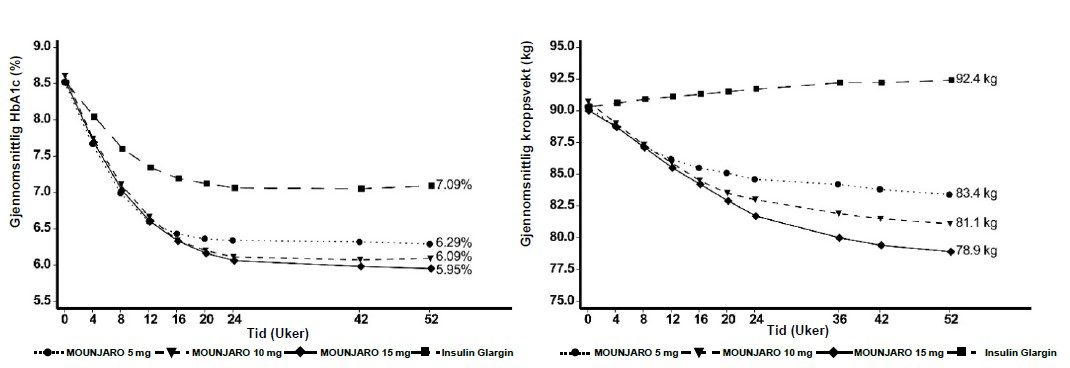 Gjennomsnittlig HbA1c (%)
9.0
8.5
8.0
7.5
7.0
6.5
6.0
5.5
7.09%
6.29%
6.09%
5.95%
0 4 8 12 16 20 24 42 52
Tid (Uker)
MOUNJARO 5 mg MOUNJARO 10 mg MOUNJARO 15 mg Insulin Glargin
Gjennomsnittlig kroppsvekt (kg)
95.0
92.5
90.0
87.5
85.0
82.5
80.0
77.5
75.0
92.4 kg
83.4 kg
81.1 kg
78.9 kg
0 4 8 12 16 20 24 36 42 52
Tid (Uker)
MOUNJARO 5 mg MOUNJARO 10 mg MOUNJARO 15 mg Insulin Glargin